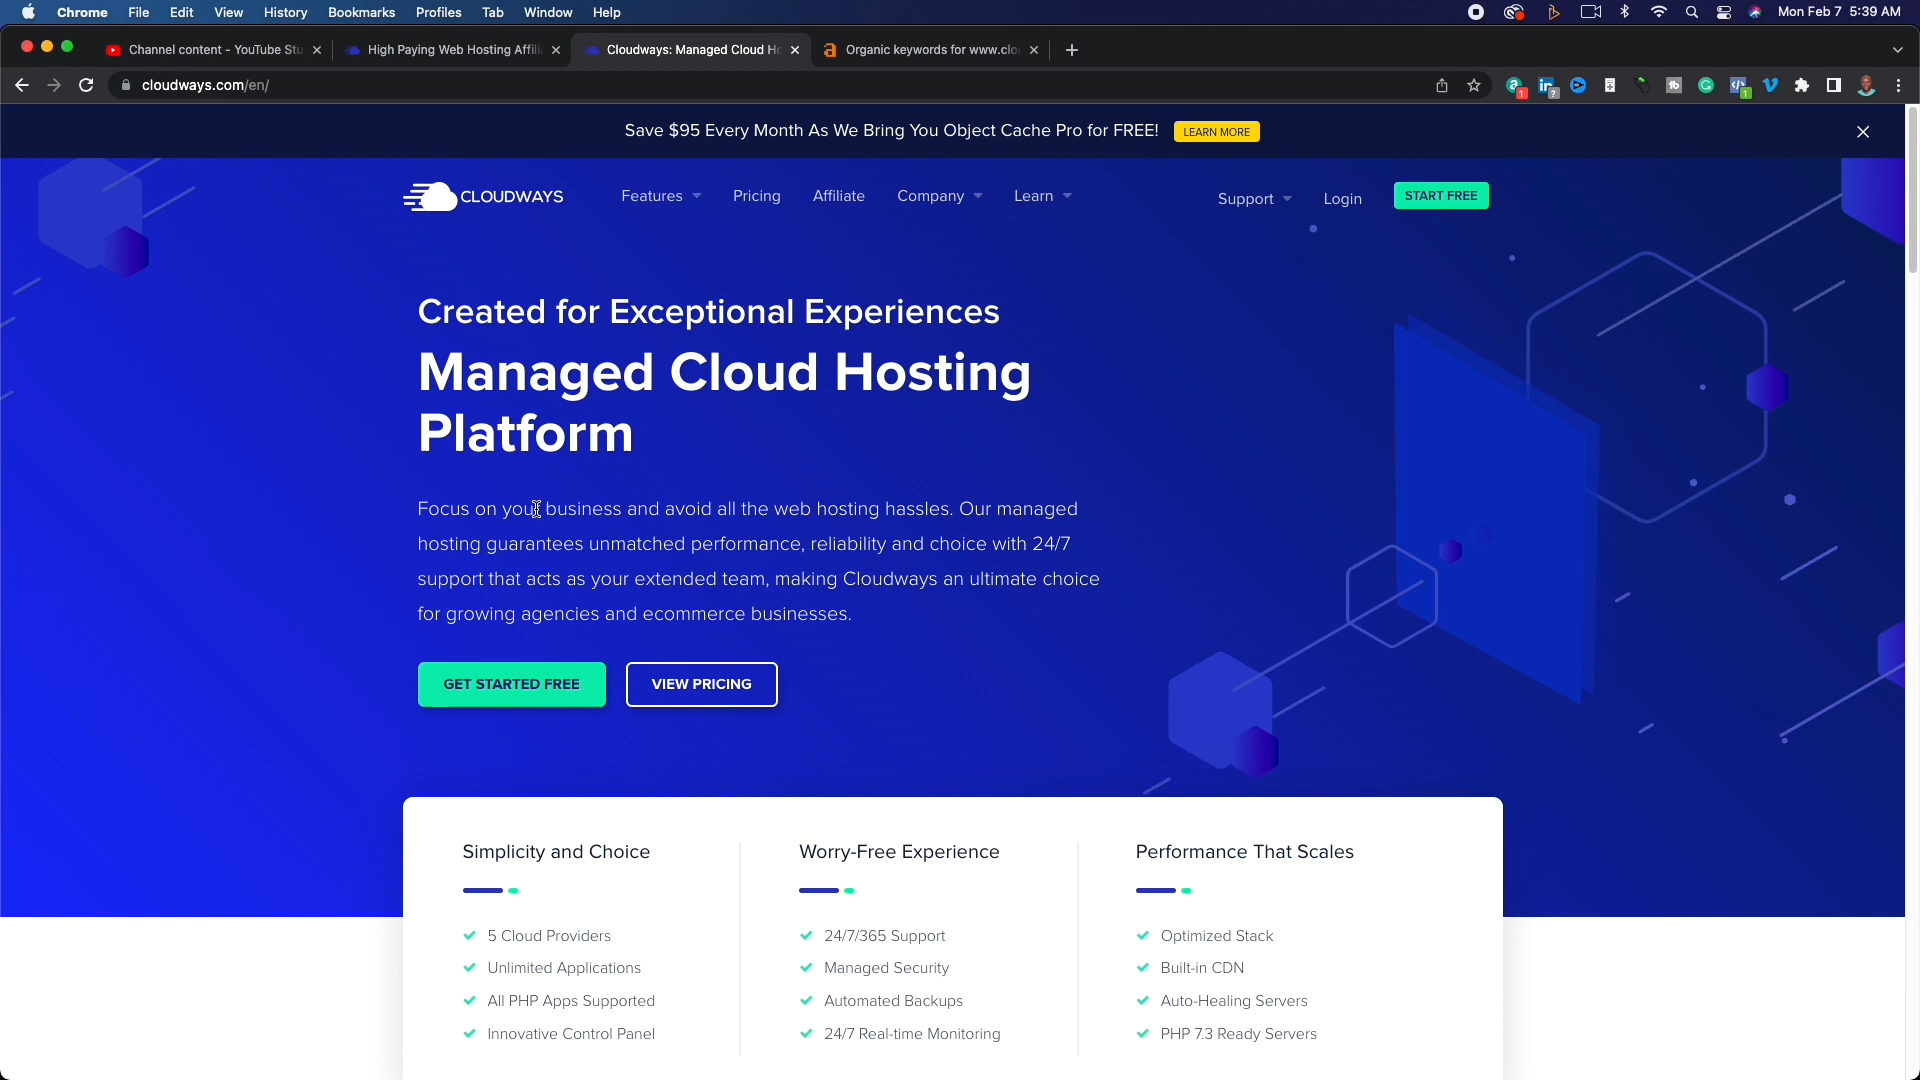 Chrome File Edit View History Bookmarks Profiles Tab Window Help Mon Feb 7 5:39 AM
Channel content - YouTube Stu High Paying Web Hosting Affili Cloudways: Managed Cloud Ho Organic keywords for www.clo
cloudways.com/en/
Save $95 Every Month As We Bring You Object Cache Pro for FREE! LEARN MORE
CLOUDWAYS Features Pricing Affiliate Company Learn Support Login START FREE
Created for Exceptional Experiences
Managed Cloud Hosting
Platform
Focus on your business and avoid all the web hosting hassles. Our managed
hosting guarantees unmatched performance, reliability and choice with 24/7
support that acts as your extended team, making Cloudways an ultimate choice
for growing agencies and ecommerce businesses.
GET STARTED FREE VIEW PRICING
Simplicity and Choice
5 Cloud Providers
Unlimited Applications
All PHP Apps Supported
Innovative Control Panel
Worry-Free Experience
24/7/365 Support
Managed Security
Automated Backups
24/7 Real-time Monitoring
Performance That Scales
Optimized Stack
Built-in CDN
Auto-Healing Servers
PHP 7.3 Ready Servers